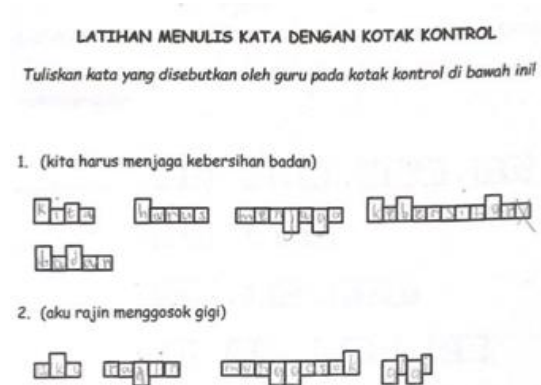 LATIHAN MENULIS KATA DENGAN KOTAK KONTROL
Tuliskan kata yang disebutkan oleh guru pada kotak kontrol di bawah ini!
1. (kita harus menjaga kebersihan badan)
kita harus menjaga
badan
2. (aku rajin menggosok gigi)
aku rajin menggosok